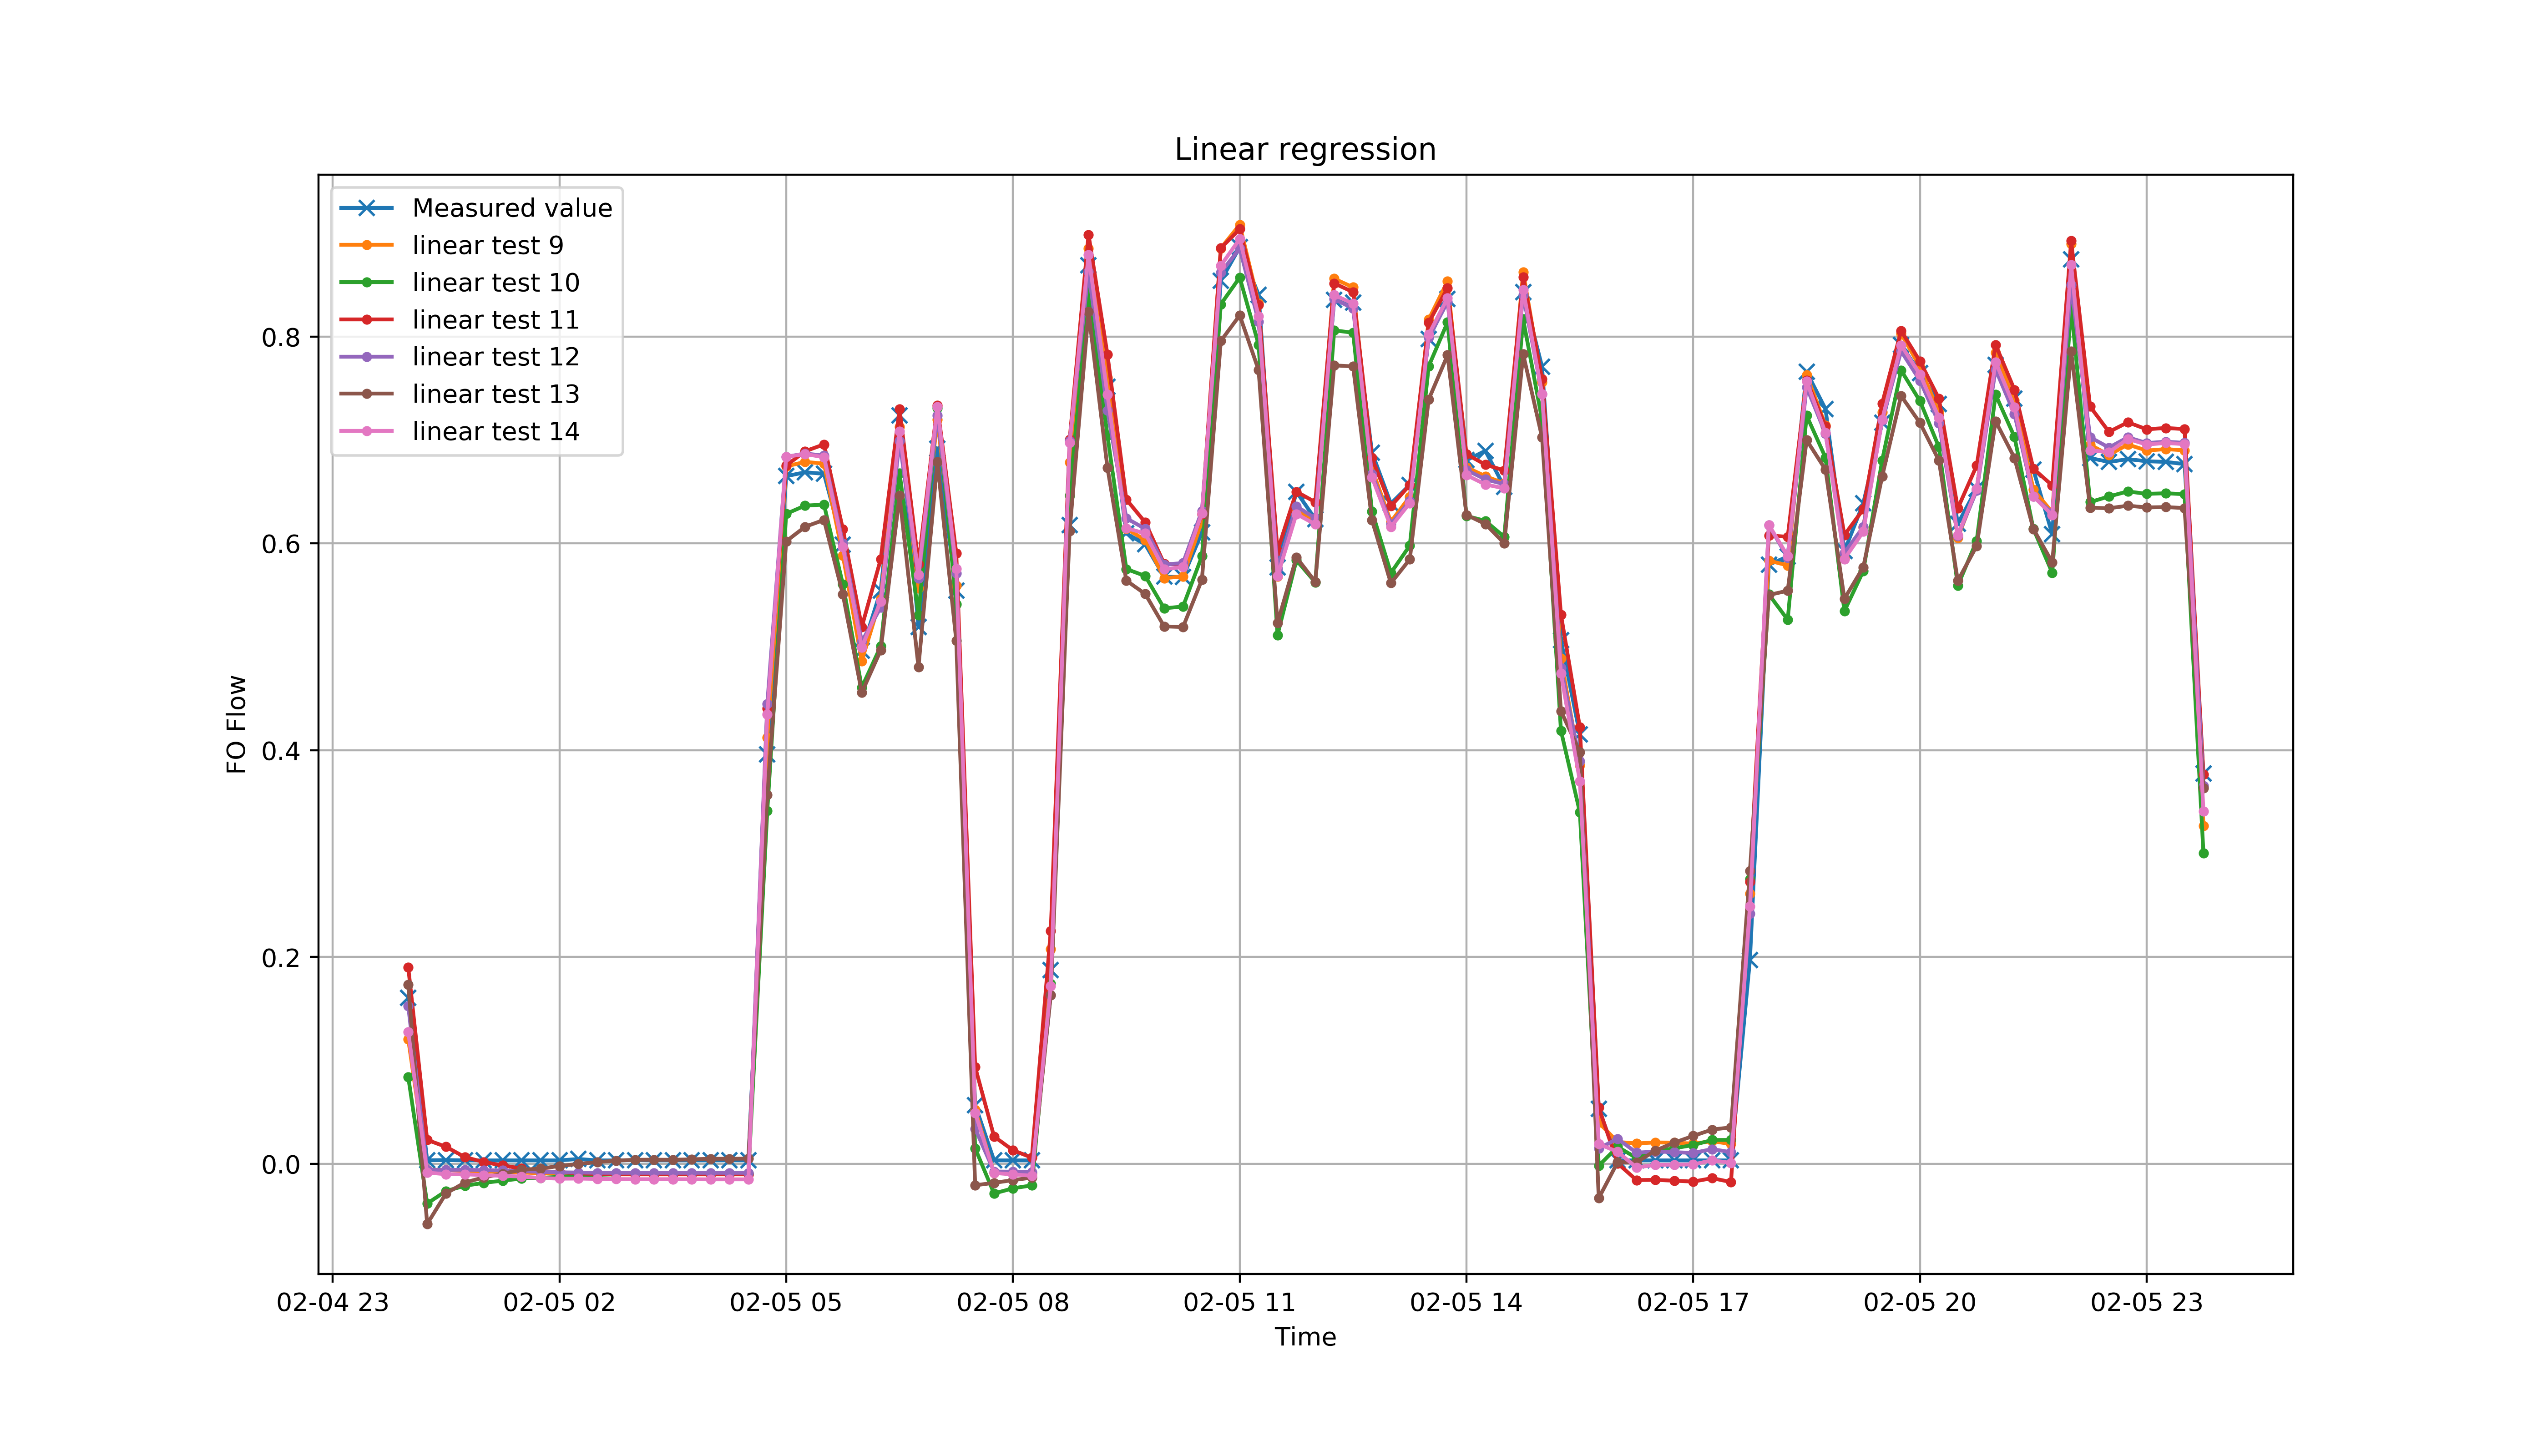 Linear regression
Measured value
linear test 9
linear test 10
linear test 11
linear test 12
linear test 13
linear test 14
FO Flow
0.8
0.6
0.4
0.2
0.0
02-04 23
02-05 02
02-05 05
02-05 08
02-05 11
02-05 14
02-05 17
02-05 20
02-05 23
Time